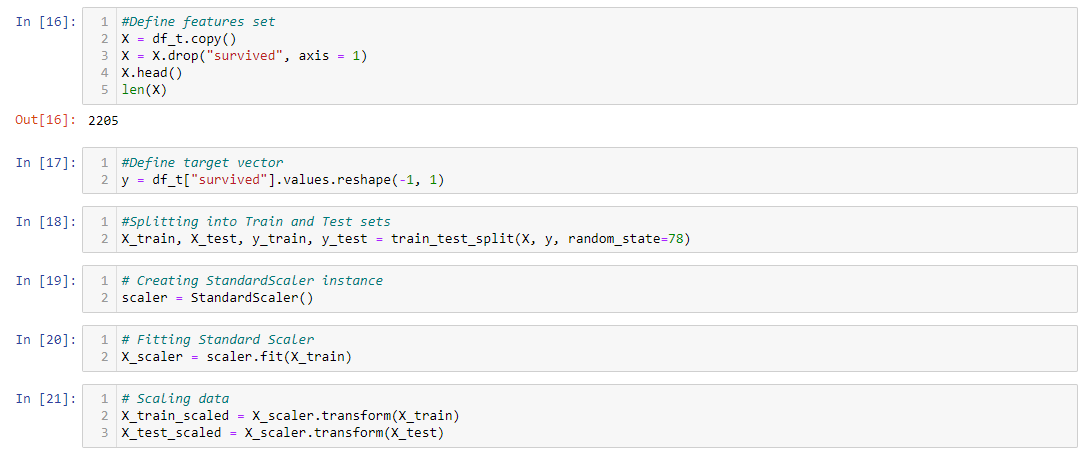 In [16]:
1 #Define features set
2 X = df_t.copy()
3 X = X.drop("survived", axis = 1)
4 X.head()
5 len(X)
Out[16]: 2205
In [17]:
1 #Define target vector
2 y = df_t["survived"].values.reshape(-1, 1)
In [18]:
1 #Splitting into Train and Test sets
2 X_train, X_test, y_train, y_test = train_test_split(X, y, random_state=78)
In [19]:
1 # Creating StandardScaler instance
2 scaler = StandardScaler()
In [20]:
1 # Fitting Standard Scaler
2 X_scaler = scaler.fit(X_train)
In [21]:
1 # Scaling data
2 X_train_scaled = X_scaler.transform(X_train)
3 X_test_scaled = X_scaler.transform(X_test)